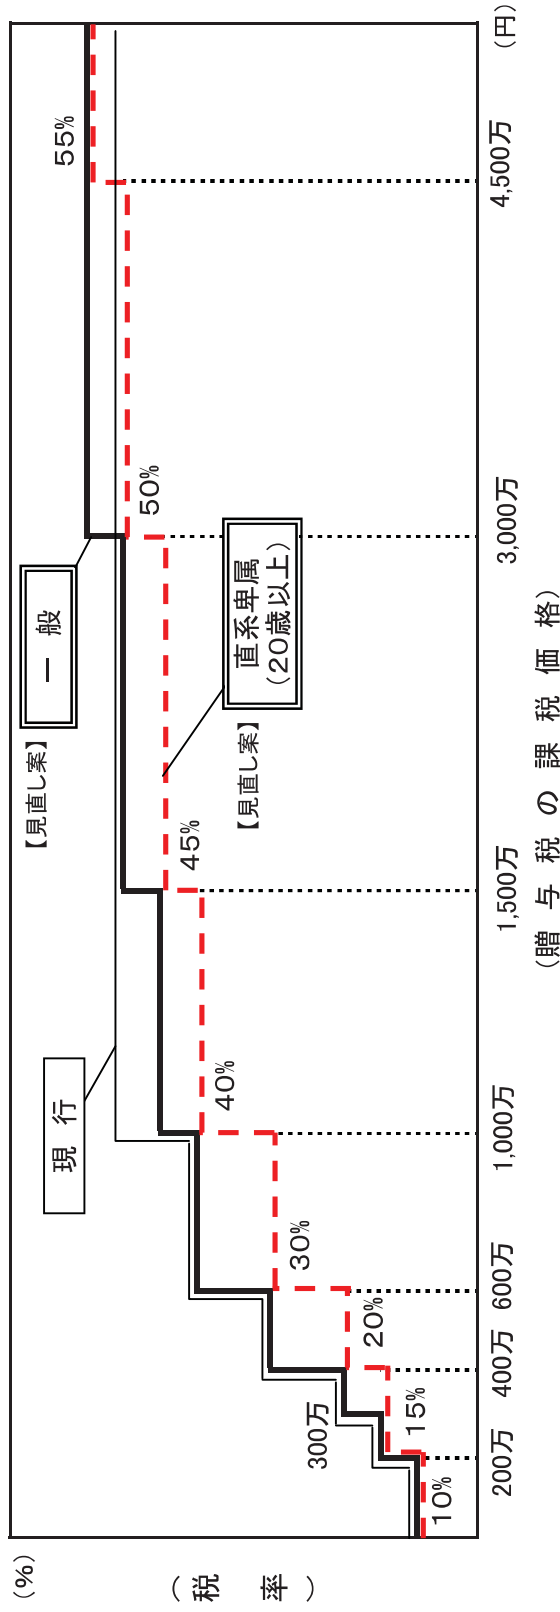 (%)
(税率)
【見直し案】
一般
現行
【見直し案】
直系卑属
(20歳以上)
55%
50%
45%
40%
30%
20%
15%
10%
300万
200万
400万
600万
1,000万
1,500万
3,000万
4,500万
(円)
(贈与税の課税価格)